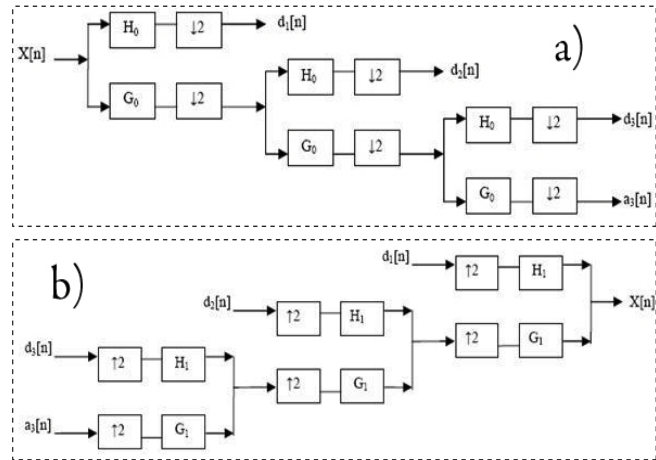 H₀ ↓2 d₁[n]
X[n] a)
H₀ ↓2 d₂[n]
G₀ ↓2
H₀ ↓2 d₃[n]
G₀ ↓2
G₀ ↓2 a₃[n]
b) d₁[n] ↑2 H₁
X[n]
d₂[n] ↑2 H₁
↑2 G₁
d₃[n] ↑2 H₁
↑2 G₁
a₃[n] ↑2 G₁